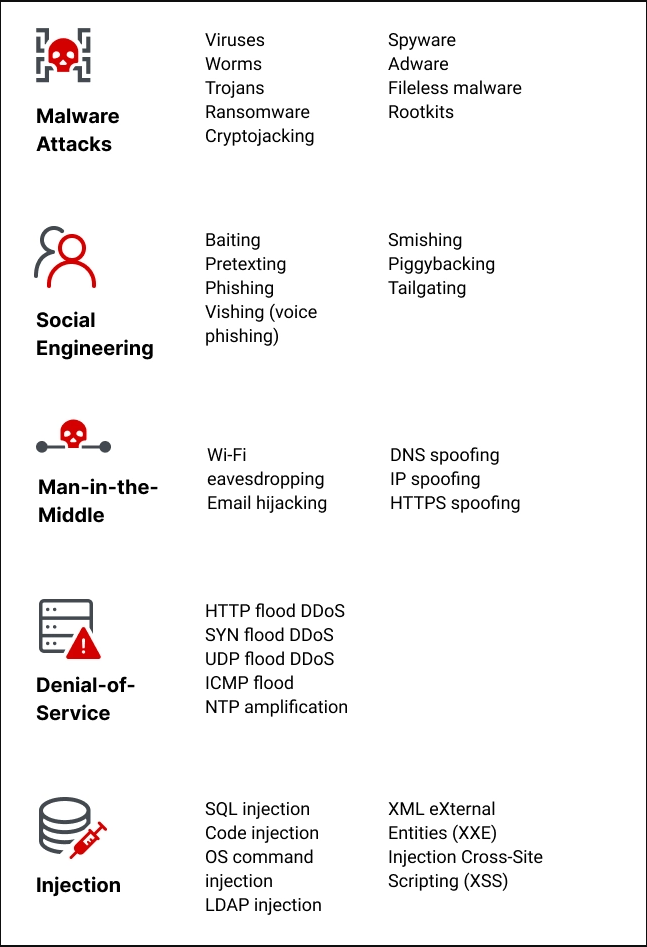 Malware
Attacks
Viruses
Worms
Trojans
Ransomware
Cryptojacking
Spyware
Adware
Fileless malware
Rootkits
Social
Engineering
Baiting
Pretexting
Phishing
Vishing (voice
phishing)
Smishing
Piggybacking
Tailgating
Man-in-the-
Middle
Wi-Fi
eavesdropping
Email hijacking
DNS spoofing
IP spoofing
HTTPS spoofing
Denial-of-
Service
HTTP flood DDoS
SYN flood DDoS
UDP flood DDoS
ICMP flood
NTP amplification
Injection
SQL injection
Code injection
OS command
injection
LDAP injection
XML eXternal
Entities (XXE)
Injection Cross-Site
Scripting (XSS)